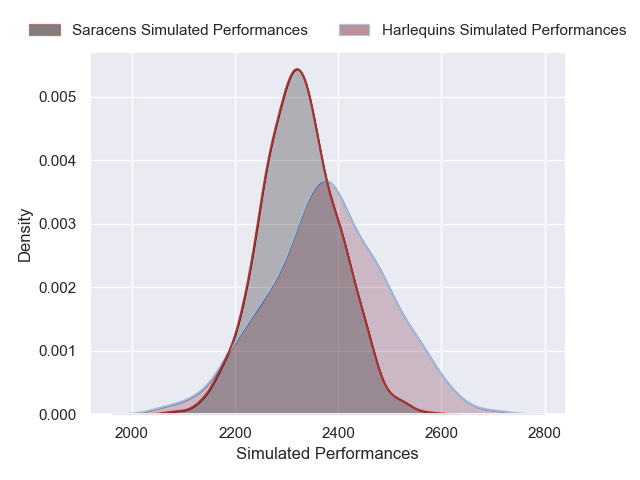 Saracens Simulated Performances Harlequins Simulated Performances
0.005
0.004
0.003
0.002
0.001
0.000
Density
2000 2200 2400 2600 2800
Simulated Performances